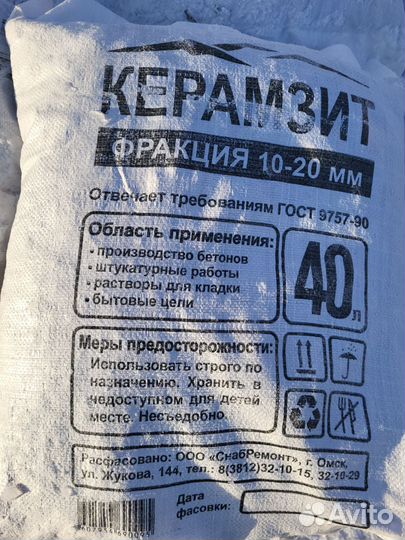 КЕРАМЗИТ
ФРАКЦИЯ 10-20 мм
Отвечает требованиям ГОСТ 9757-90
Область применения:
• производство бетонов
• штукатурные работы
• растворы для кладки
• бытовые цели
40
л
Меры предосторожности:
Использовать строго по
назначению. Хранить в
недоступном для детей
месте. Несъедобно.
Расфасовано: ООО «СнабРемонт», г. Омск,
ул. Жукова, 144, тел.: 8(3812)32-10-15, 32-10-29
Дата
фасовки:
Avito